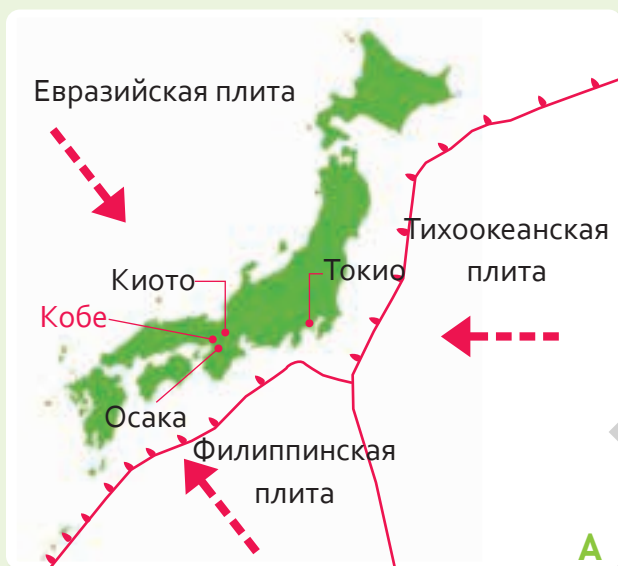 Евразийская плита
Тихоокеанская
плита
Киото
Токио
Кобе
Осака
Филиппинская
плита
A